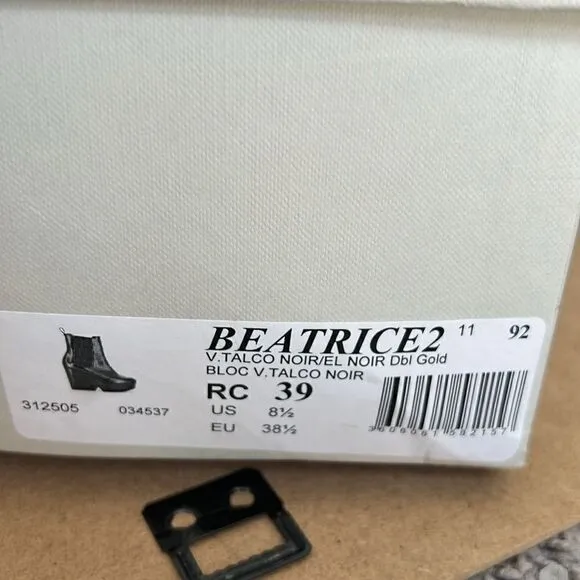 BEATRICE2 11 92
V.TALCO NOIR/EL NOIR Dbl Gold
BLOC V.TALCO NOIR
RC 39
US 8½
EU 38½
312505 034537